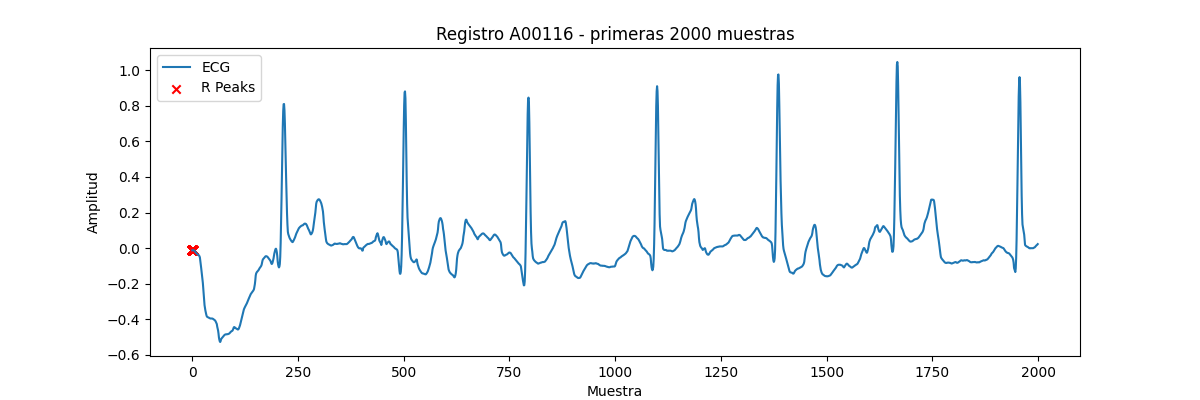 Registro A00116 - primeras 2000 muestras
ECG
R Peaks
Amplitud
1.0
0.8
0.6
0.4
0.2
0.0
−0.2
−0.4
−0.6
0 250 500 750 1000 1250 1500 1750 2000
Muestra